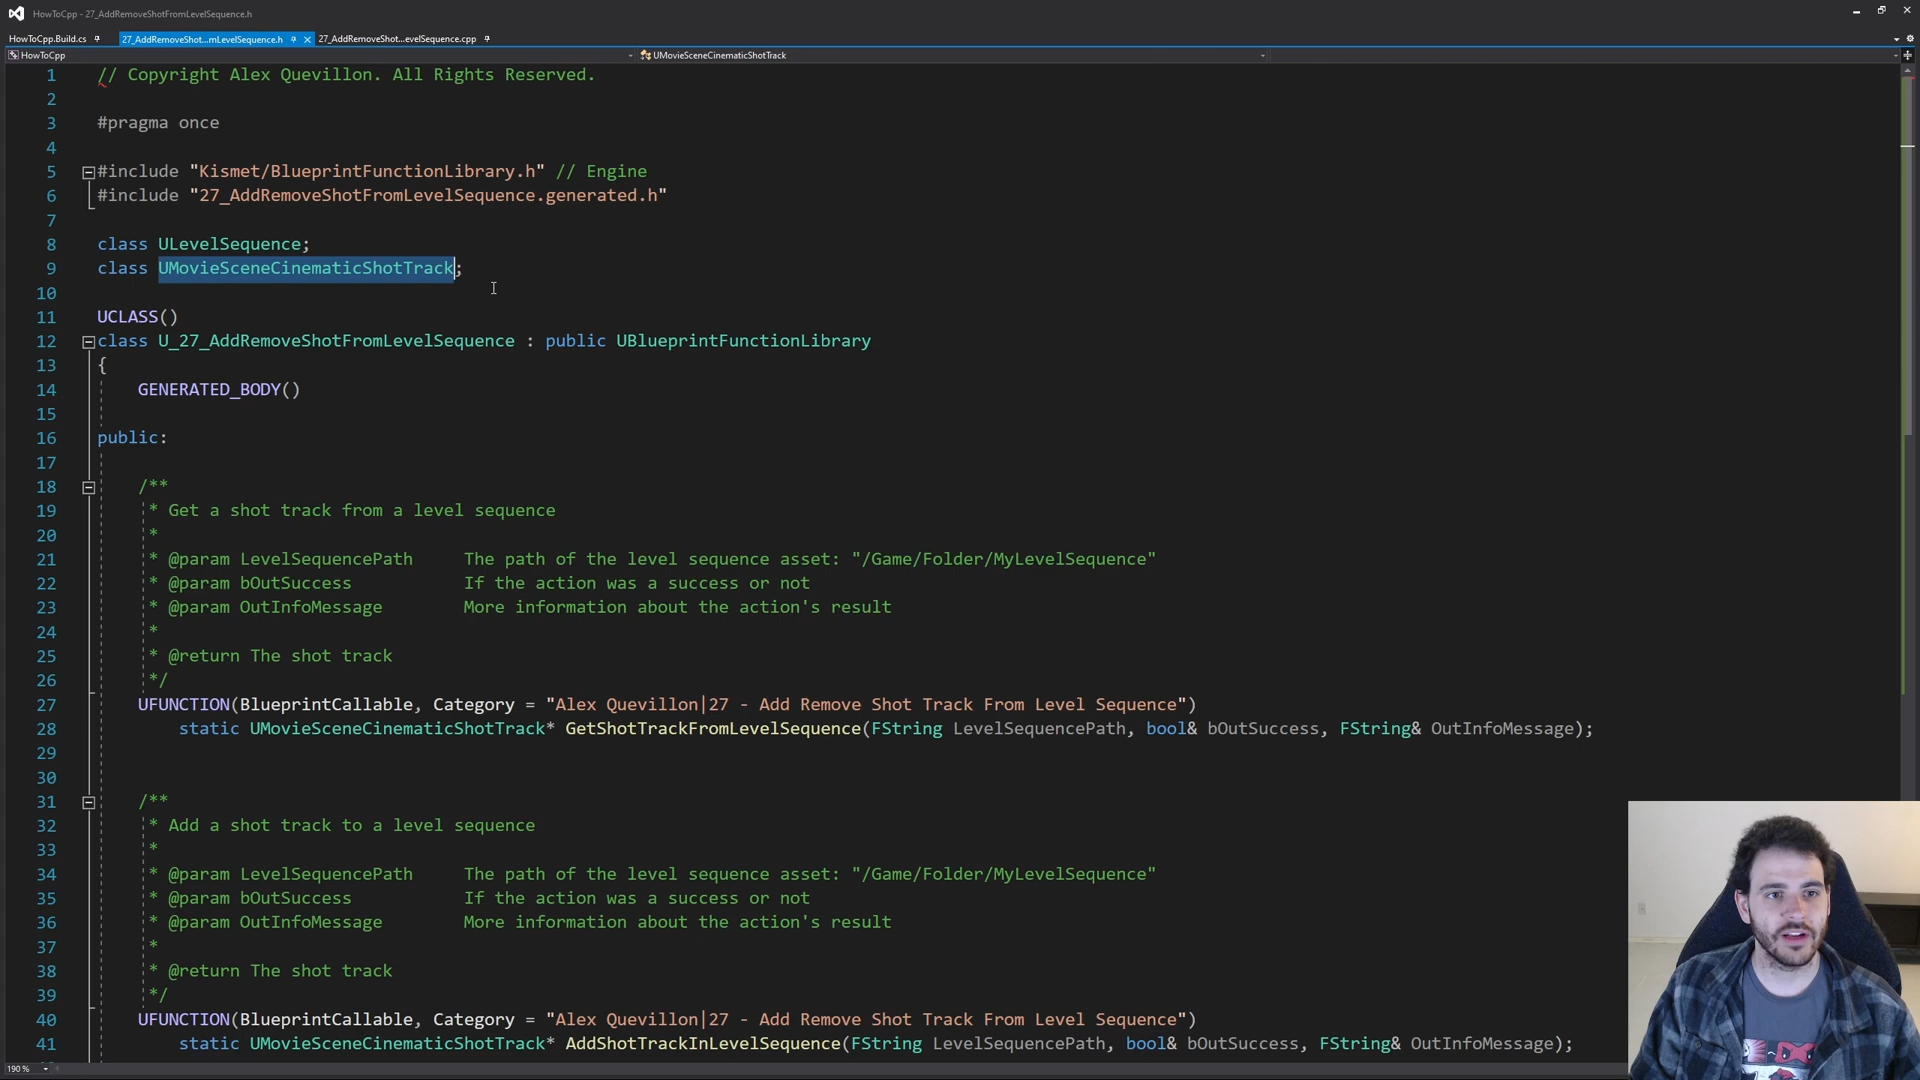 HowToCpp - 27_AddRemoveShotFromLevelSequence.h
HowToCpp.Build.cs 27_AddRemoveShot...mLevelSequence.h 27_AddRemoveShot...evelSequence.cpp
HowToCpp UMovieSceneCinematicShotTrack
1 // Copyright Alex Quevillon. All Rights Reserved.
2
3 #pragma once
4
5 #include "Kismet/BlueprintFunctionLibrary.h" // Engine
6 #include "27_AddRemoveShotFromLevelSequence.generated.h"
7
8 class ULevelSequence;
9 class UMovieSceneCinematicShotTrack;
10
11 UCLASS()
12 class U_27_AddRemoveShotFromLevelSequence : public UBlueprintFunctionLibrary
13 {
14 GENERATED_BODY()
15
16 public:
17
18 /**
19 * Get a shot track from a level sequence
20 *
21 * @param LevelSequencePath The path of the level sequence asset: "/Game/Folder/MyLevelSequence"
22 * @param bOutSuccess If the action was a success or not
23 * @param OutInfoMessage More information about the action's result
24 *
25 * @return The shot track
26 */
27 UFUNCTION(BlueprintCallable, Category = "Alex Quevillon|27 - Add Remove Shot Track From Level Sequence")
28 static UMovieSceneCinematicShotTrack* GetShotTrackFromLevelSequence(FString LevelSequencePath, bool& bOutSuccess, FString& OutInfoMessage);
29
30
31 /**
32 * Add a shot track to a level sequence
33 *
34 * @param LevelSequencePath The path of the level sequence asset: "/Game/Folder/MyLevelSequence"
35 * @param bOutSuccess If the action was a success or not
36 * @param OutInfoMessage More information about the action's result
37 *
38 * @return The shot track
39 */
40 UFUNCTION(BlueprintCallable, Category = "Alex Quevillon|27 - Add Remove Shot Track From Level Sequence")
41 static UMovieSceneCinematicShotTrack* AddShotTrackInLevelSequence(FString LevelSequencePath, bool& bOutSuccess, FString& OutInfoMessage);
190 %